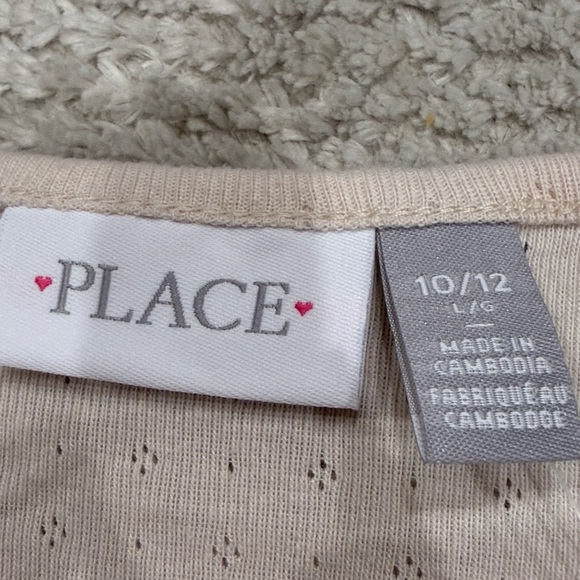 PLACE
10/12
L/G
MADE IN
CAMBODIA
FABRIQUÉ AU
CAMBODGE